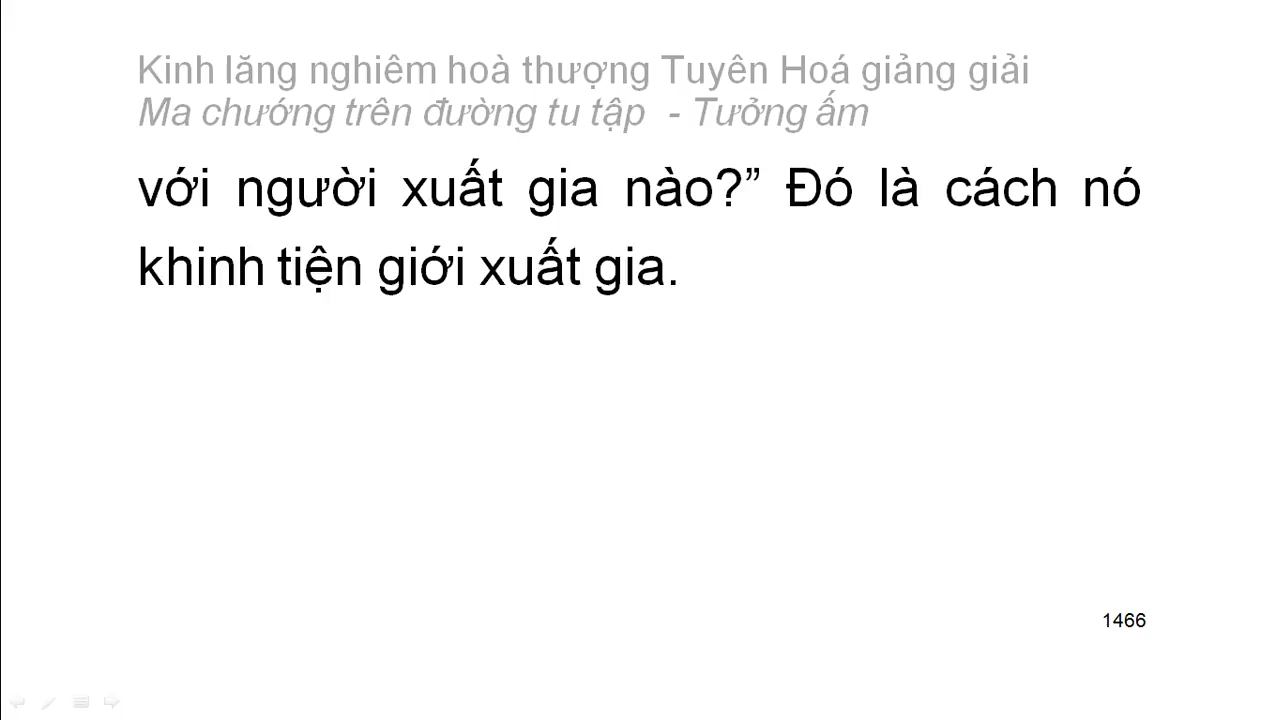 Kinh lăng nghiêm hoà thượng Tuyên Hoá giảng giải
Ma chướng trên đường tu tập - Tưởng ấm
với người xuất gia nào?” Đó là cách nó
khinh tiện giới xuất gia.
1466